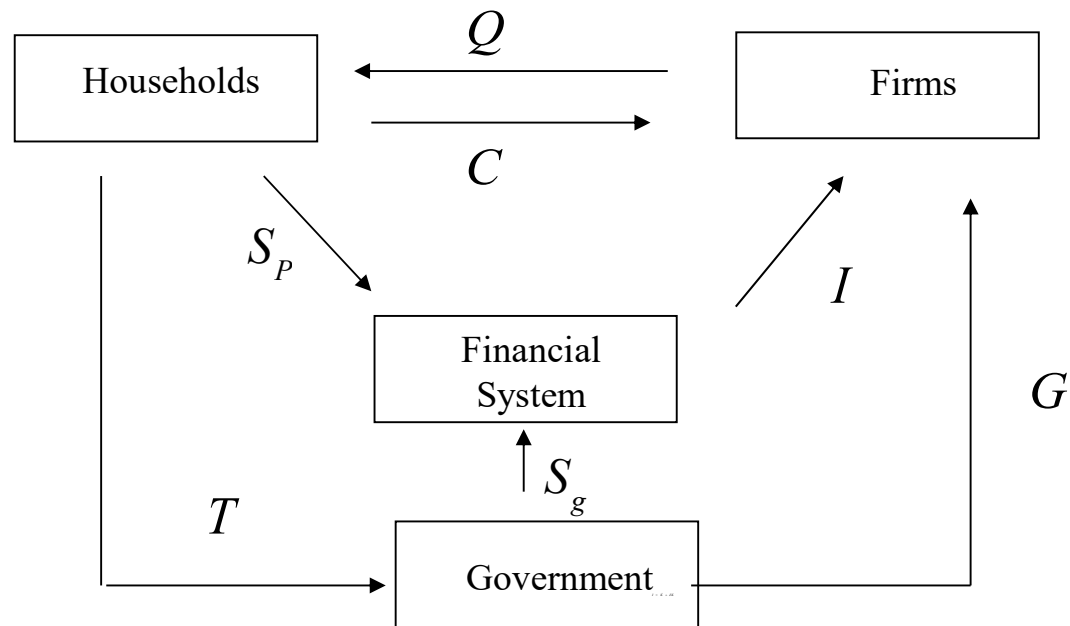 Q
Households
Firms
C
S_P
I
Financial
System
G
S_g
T
Government